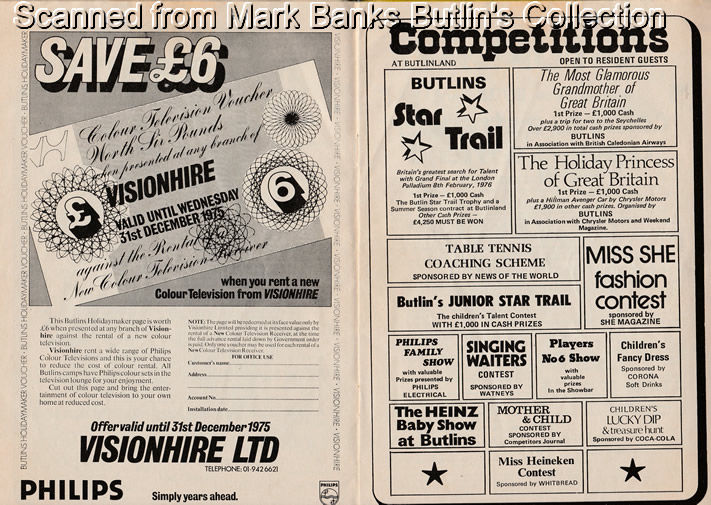 Scanned from Mark Banks Butlin's Collection
SAVE £6
Colour Television Voucher
Worth Six Pounds
when presented at any branch of
VISIONHIRE
VALID UNTIL WEDNESDAY
31st DECEMBER 1975
against the Rental of a
New Colour Television Receiver
£
6
when you rent a new
Colour Television from VISIONHIRE
This Butlins Holidaymaker page is worth
£6 when presented at any branch of Vision-
hire against the rental of a new colour
television.
Visionhire rent a wide range of Philips
Colour Televisions and this is your chance
to reduce the cost of colour rental. All
Butlins camps have Philips colour sets in the
television lounge for your enjoyment.
Cut out this page and bring the enter-
tainment of colour television to your own
home at reduced cost.
NOTE: The page will be redeemed at its face value only by
Visionhire Limited providing it is presented against the
rental of a New Colour Television Receiver, at the time
the full advance rental laid down by Government order
is paid. Only one voucher may be used for each rental of a
New Colour Television Receiver.
FOR OFFICE USE
Customer's name
Address
Account No.
Installation date
Offer valid until 31st December 1975
VISIONHIRE LTD
TELEPHONE: 01-942 6621
PHILIPS
Simply years ahead.
PHILIPS
BUTLINS HOLIDAYMAKER VOUCHER · BUTLINS HOLIDAYMAKER VOUCHER · BUTLINS HOLIDAYMAKER VOUCHER
VISIONHIRE · VISIONHIRE · VISIONHIRE · VISIONHIRE
Competitions
AT BUTLINLAND
OPEN TO RESIDENT GUESTS
BUTLINS
Star
Trail
Britain's greatest search for Talent
with Grand Final at the London
Palladium 8th February, 1976
1st Prize — £1,000 Cash
The Butlin Star Trail Trophy and a
Summer Season contract at Butlinland
Other Cash Prizes —
£4,250 MUST BE WON
The Most Glamorous
Grandmother of
Great Britain
1st Prize — £1,000 Cash
plus a trip for two to the Seychelles
Over £2,900 in total cash prizes sponsored by
BUTLINS
in Association with British Caledonian Airways
The Holiday Princess
of Great Britain
1st Prize — £1,000 Cash
plus a Hillman Avenger Car by Chrysler Motors
£1,900 in other cash prizes. Organised by
BUTLINS
in Association with Chrysler Motors and Weekend
Magazine.
TABLE TENNIS
COACHING SCHEME
SPONSORED BY NEWS OF THE WORLD
MISS SHE
fashion
contest
sponsored by
SHE MAGAZINE
Butlin's JUNIOR STAR TRAIL
The children's Talent Contest
WITH £1,000 IN CASH PRIZES
PHILIPS
FAMILY
SHOW
with valuable
Prizes presented by
PHILIPS
ELECTRICAL
SINGING
WAITERS
CONTEST
SPONSORED BY
WATNEYS
Players
No 6 Show
with
valuable
prizes
In the Showbar
Children's
Fancy Dress
Sponsored by
CORONA
Soft Drinks
The HEINZ
Baby Show
at Butlins
MOTHER
& CHILD
CONTEST
SPONSORED BY
Competitors Journal
CHILDREN'S
LUCKY DIP
& treasure hunt
Sponsored by COCA-COLA
Miss Heineken
Contest
Sponsored by WHITBREAD